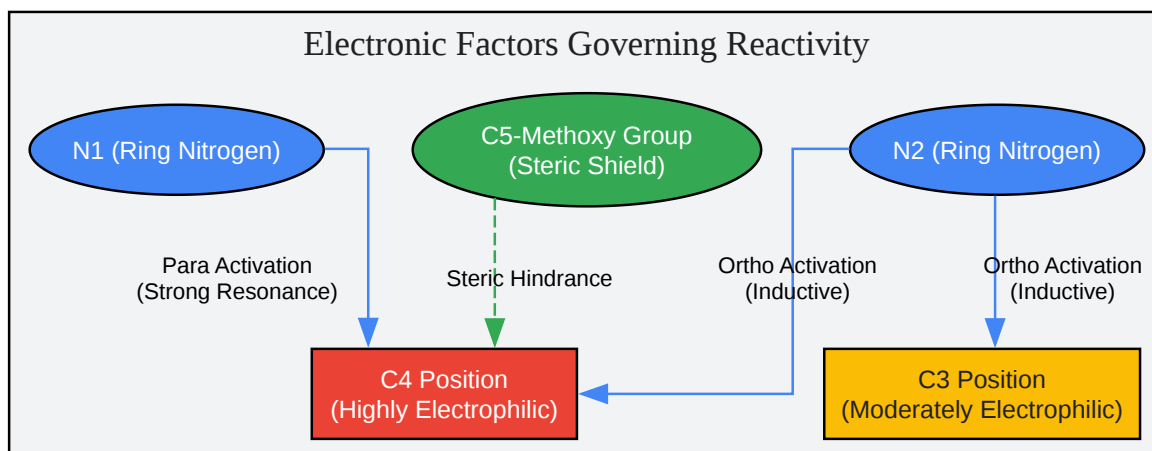 Electronic Factors Governing Reactivity
N1 (Ring Nitrogen)
C5-Methoxy Group
(Steric Shield)
N2 (Ring Nitrogen)
Para Activation
(Strong Resonance)
Steric Hindrance
Ortho Activation
(Inductive)
Ortho Activation
(Inductive)
C4 Position
(Highly Electrophilic)
C3 Position
(Moderately Electrophilic)